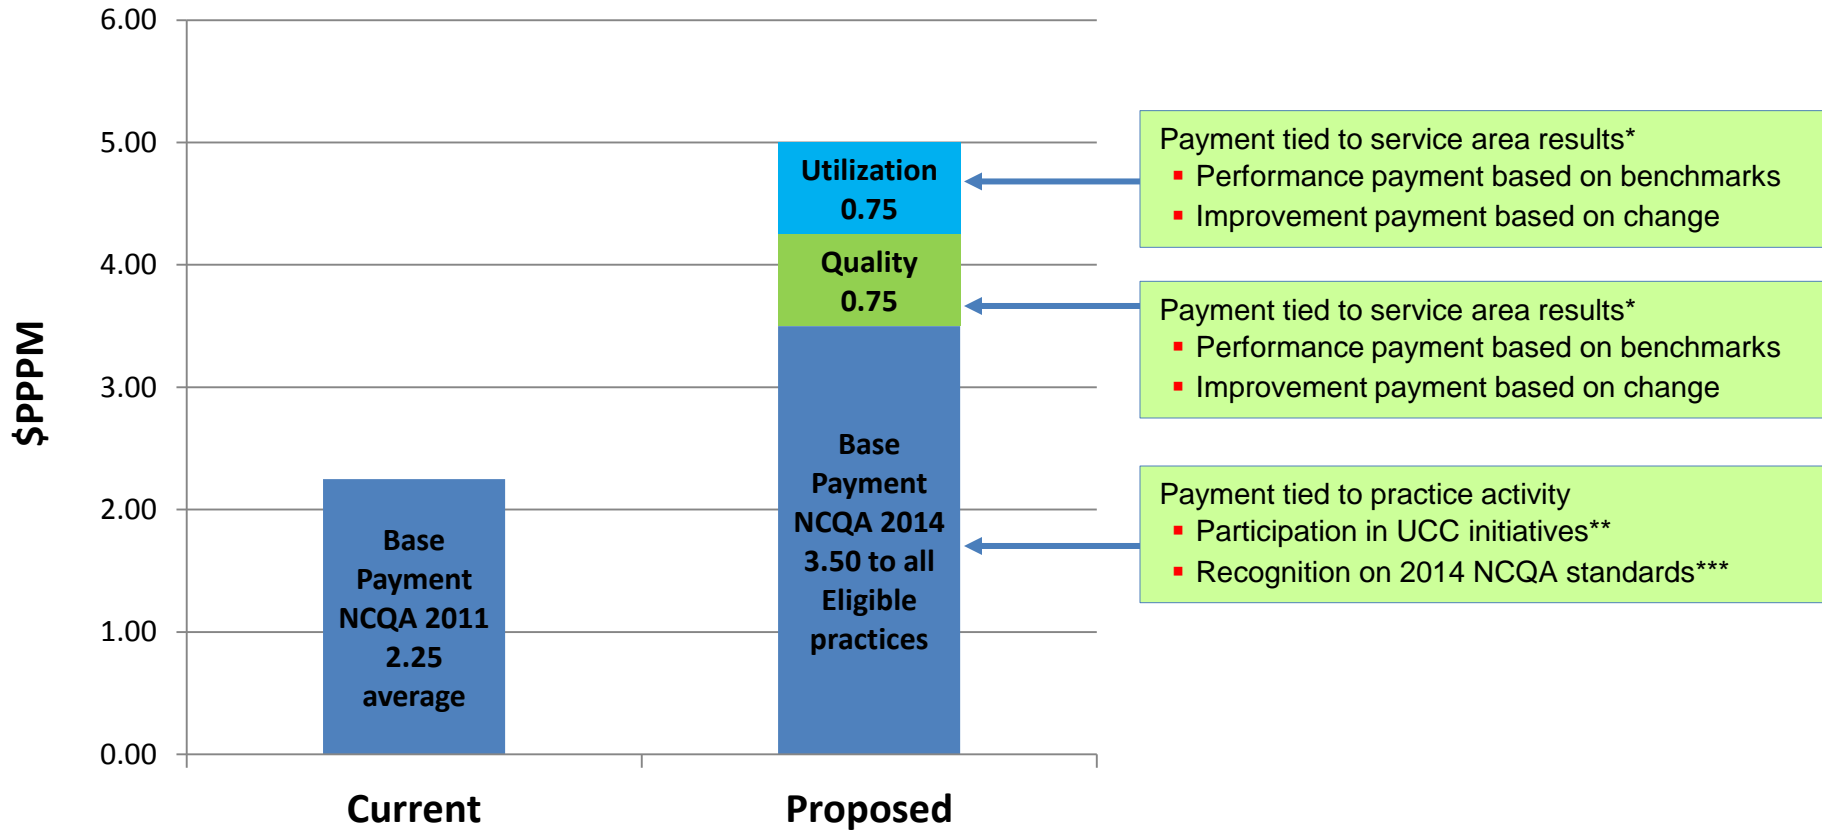 6.00
5.00
4.00
3.00
2.00
1.00
0.00
$PPPM
Base
Payment
NCQA 2011
2.25
average
Utilization
0.75
Quality
0.75
Base
Payment
NCQA 2014
3.50 to all
Eligible
practices
Current
Proposed
Payment tied to service area results*
▪ Performance payment based on benchmarks
▪ Improvement payment based on change
Payment tied to service area results*
▪ Performance payment based on benchmarks
▪ Improvement payment based on change
Payment tied to practice activity
▪ Participation in UCC initiatives**
▪ Recognition on 2014 NCQA standards***